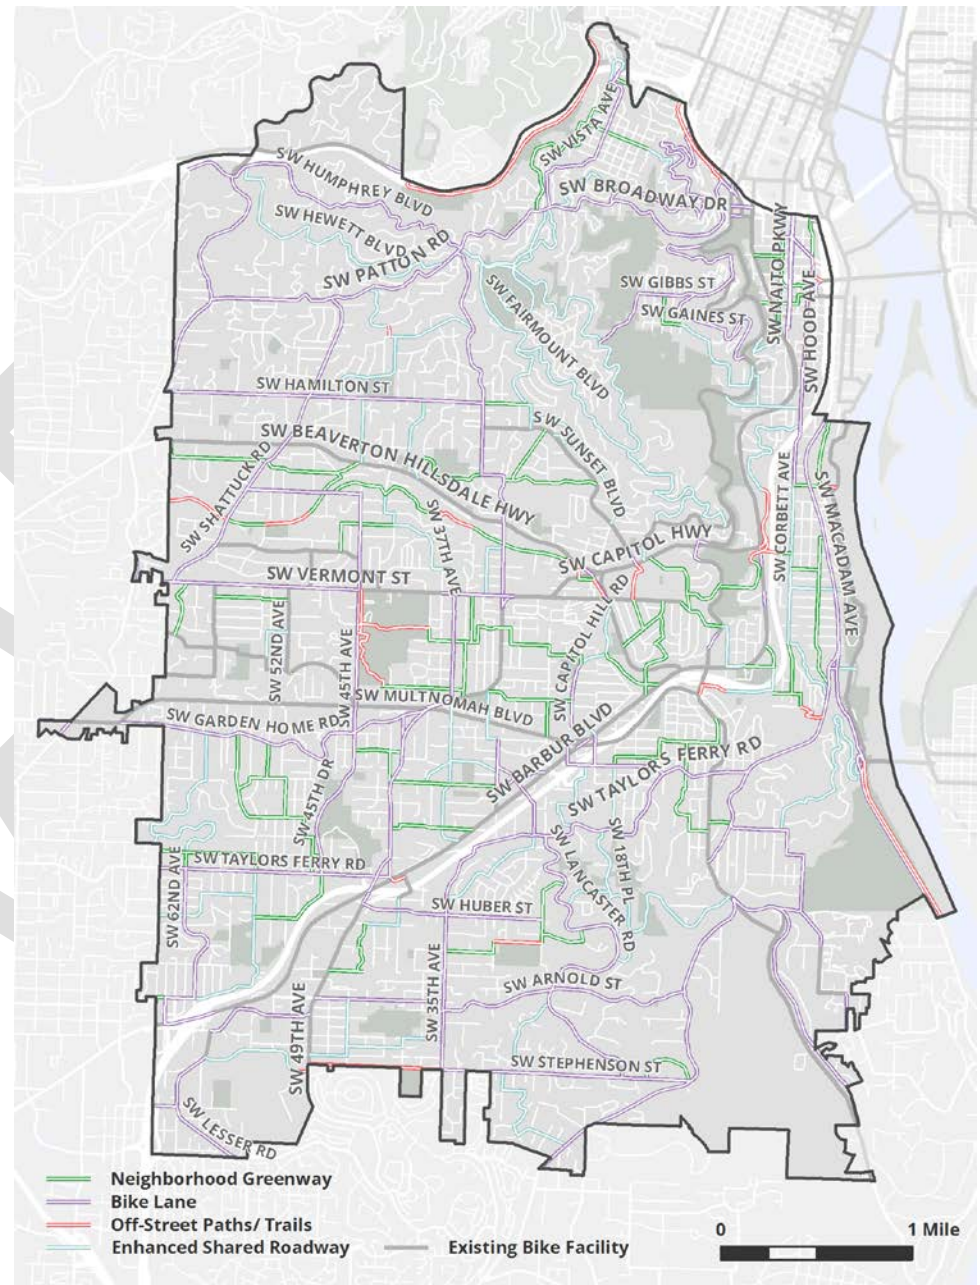 SW VISTA AVE
SW HUMPHREY BLVD
SW BROADWAY DR
SW HEWETT BLVD
SW PATTON RD
SW NAITO PKWY
SW GIBBS ST
SW FAIRMOUNT BLVD
SW GAINES ST
SW HOOD AVE
SW HAMILTON ST
SW SUNSET BLVD
SW BEAVERTON HILLSDALE HWY
SW SHATTUCK RD
SW CORBETT AVE
SW MACADAM AVE
SW 37TH AVE
SW CAPITOL HWY
SW VERMONT ST
SW CAPITOL HILL RD
SW 52ND AVE
SW 45TH AVE
SW MULTNOMAH BLVD
SW GARDEN HOME RD
SW BARBUR BLVD
SW TAYLORS FERRY RD
SW 45TH DR
SW TAYLORS FERRY RD
SW 62ND AVE
SW LANCASTER RD
SW 18TH PL
SW HUBER ST
SW 35TH AVE
SW ARNOLD ST
SW 49TH AVE
SW STEPHENSON ST
SW LESSER RD
Neighborhood Greenway
Bike Lane
Off-Street Paths/ Trails
Enhanced Shared Roadway
Existing Bike Facility
0 1 Mile